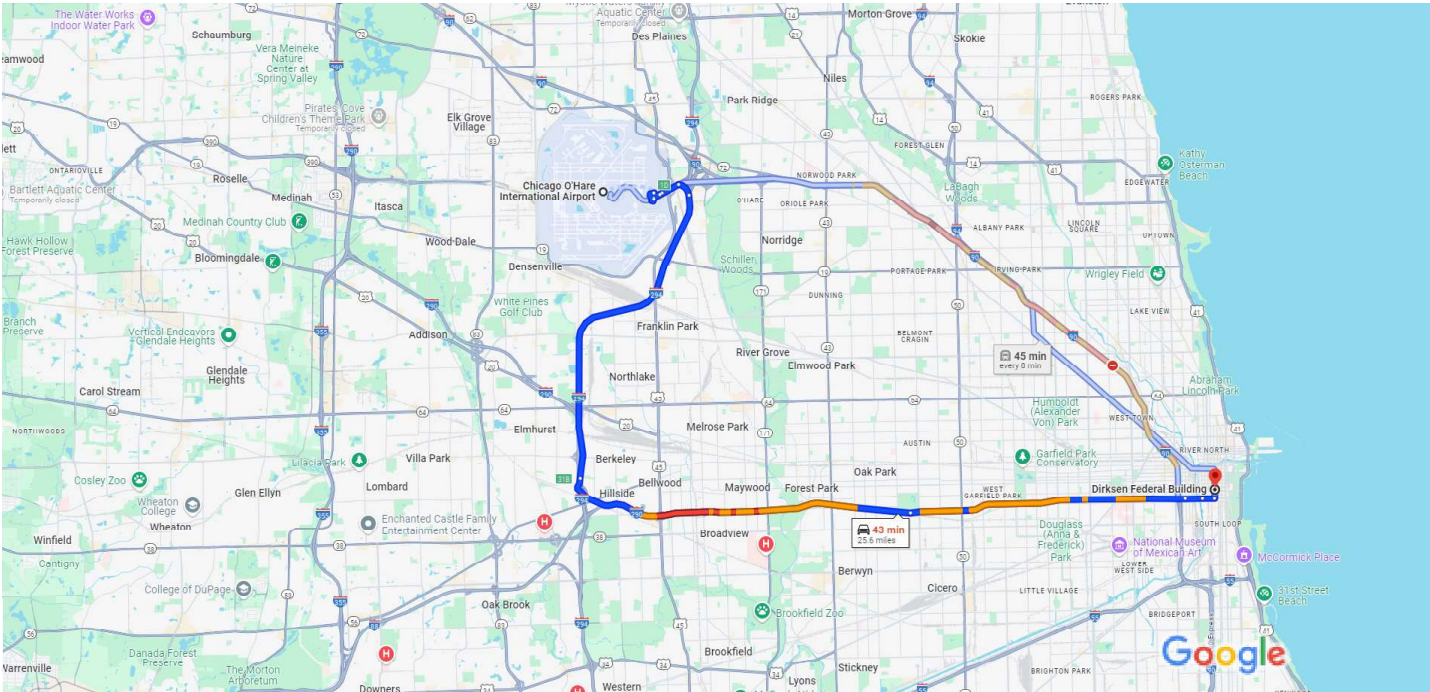 The Water Works
Indoor Water Park
Schaumburg
Aquatic Center
Temporarily closed
Des Plaines
Morton Grove
Skokie
Vera Meineke
Nature
Center at
Spring Valley
Niles
Park Ridge
ROGERS PARK
Pirates Cove
Children's Theme Park
Temporarily closed
Elk Grove
Village
FOREST GLEN
Kathy
Osterman
Beach
ONTARIOVILLE
Roselle
Medinah
Itasca
Bartlett Aquatic Center
Temporarily closed
Chicago O'Hare
International Airport
NORWOOD PARK
LaBagh
Woods
EDGEWATER
O'HARE
ORIOLE PARK
Medinah Country Club
LINCOLN
SQUARE
ALBANY PARK
UPTOWN
Hawk Hollow
Forest Preserve
Wood Dale
Norridge
Bloomingdale
Densenville
Schiller
Woods
PORTAGE PARK
IRVING PARK
Wrigley Field
DUNNING
White Pines
Golf Club
LAKE VIEW
Branch
Preserve
Vertical Endeavors
Glendale Heights
Addison
Franklin Park
BELMONT
CRAGIN
River Grove
45 min
every 0 min
Elmwood Park
Glendale
Heights
Northlake
Abraham
Lincoln Park
Carol Stream
Humboldt
(Alexander
Von) Park
WEST TOWN
Elmhurst
Melrose Park
AUSTIN
RIVER NORTH
Villa Park
Lilacia Park
Berkeley
Garfield Park
Conservatory
Oak Park
Cosley Zoo
Glen Ellyn
Lombard
Hillside
Bellwood
Maywood
Forest Park
WEST
GARFIELD PARK
Dirksen Federal Building
Wheaton
College
Wheaton
Enchanted Castle Family
Entertainment Center
43 min
25.6 miles
SOUTH LOOP
Broadview
Douglass
(Anna &
Frederick)
Park
Winfield
National Museum
of Mexican Art
McCormick Place
Cantigny
LOWER
WEST SIDE
Berwyn
Cicero
College of DuPage
LITTLE VILLAGE
31st Street
Beach
Oak Brook
Brookfield Zoo
BRIDGEPORT
Danada Forest
Preserve
Brookfield
Google
Warrenville
The Morton
Arboretum
Stickney
BRIGHTON PARK
Lyons
Downers
Western